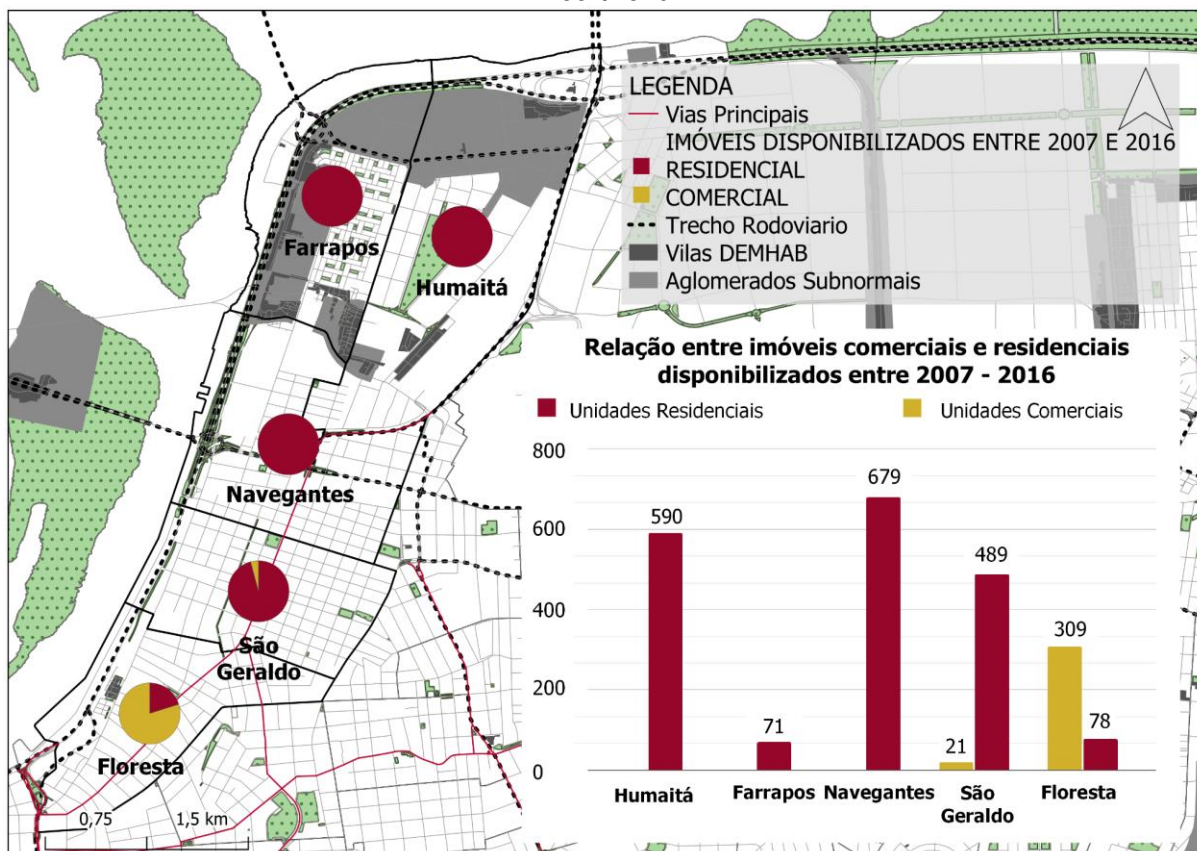 LEGENDA
Vias Principais
IMÓVEIS DISPONIBILIZADOS ENTRE 2007 E 2016
RESIDENCIAL
COMERCIAL
Trecho Rodoviario
Vilas DEMHAB
Aglomerados Subnormais
Farrapos
Humaitá
Navegantes
São
Geraldo
Floresta
0,75 1,5 km
Relação entre imóveis comerciais e residenciais
disponibilizados entre 2007 - 2016
Unidades Residenciais Unidades Comerciais
800
600
400
200
0
590
71
679
21
489
309
78
Humaitá
Farrapos
Navegantes
São
Geraldo
Floresta